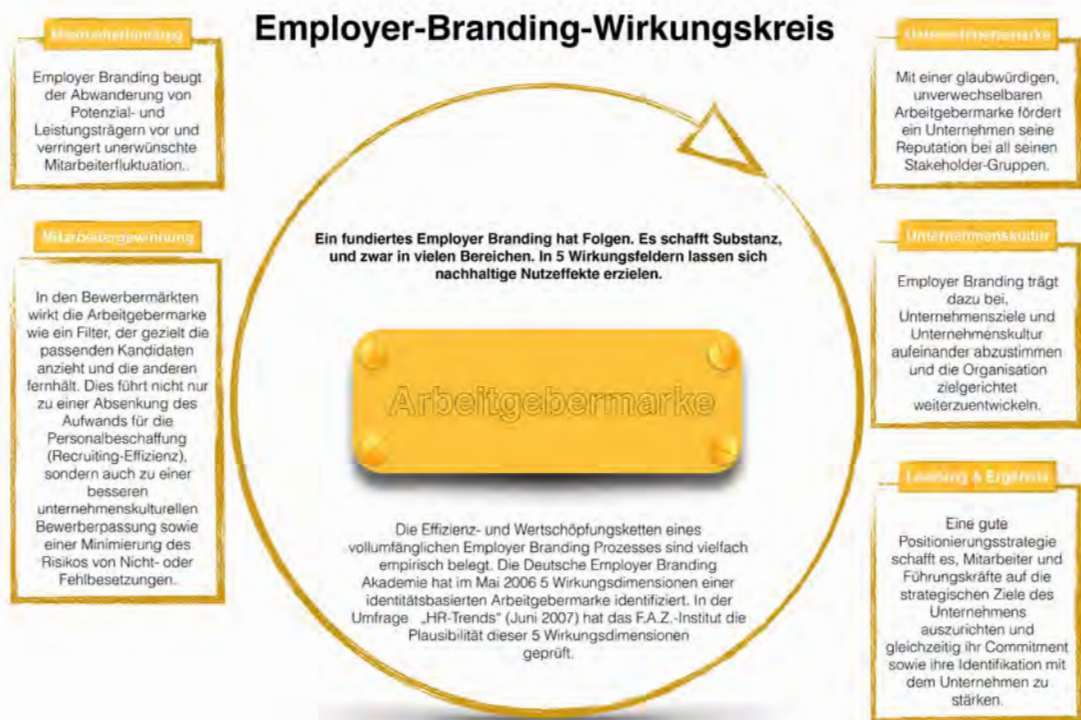 Employer-Branding-Wirkungskreis
Mitarbeiterbindung
Employer Branding beugt
der Abwanderung von
Potenzial- und
Leistungsträgern vor und
verringert unerwünschte
Mitarbeiterfluktuation..
Mitarbeitergewinnung
In den Bewerbermärkten
wirkt die Arbeitgebermarke
wie ein Filter, der gezielt die
passenden Kandidaten
anzieht und die anderen
fernhält. Dies führt nicht nur
zu einer Absenkung des
Aufwands für die
Personalbeschaffung
(Recruiting-Effizienz),
sondern auch zu einer
besseren
unternehmenskulturellen
Bewerberpassung sowie
einer Minimierung des
Risikos von Nicht- oder
Fehlbesetzungen.
Ein fundiertes Employer Branding hat Folgen. Es schafft Substanz,
und zwar in vielen Bereichen. In 5 Wirkungsfeldern lassen sich
nachhaltige Nutzeffekte erzielen.
Arbeitgebermarke
Die Effizienz- und Wertschöpfungsketten eines
vollumfänglichen Employer Branding Prozesses sind vielfach
empirisch belegt. Die Deutsche Employer Branding
Akademie hat im Mai 2006 5 Wirkungsdimensionen einer
identitätsbasierten Arbeitgebermarke identifiziert. In der
Umfrage „HR-Trends" (Juni 2007) hat das F.A.Z.-Institut die
Plausibilität dieser 5 Wirkungsdimensionen
geprüft.
Unternehmensmarke
Mit einer glaubwürdigen,
unverwechselbaren
Arbeitgebermarke fördert
ein Unternehmen seine
Reputation bei all seinen
Stakeholder-Gruppen.
Unternehmenskultur
Employer Branding trägt
dazu bei,
Unternehmensziele und
Unternehmenskultur
aufeinander abzustimmen
und die Organisation
zielgerichtet
weiterzuentwickeln.
Leistung & Ergebnis
Eine gute
Positionierungsstrategie
schafft es, Mitarbeiter und
Führungskräfte auf die
strategischen Ziele des
Unternehmens
auszurichten und
gleichzeitig ihr Commitment
sowie ihre Identifikation mit
dem Unternehmen zu
stärken.